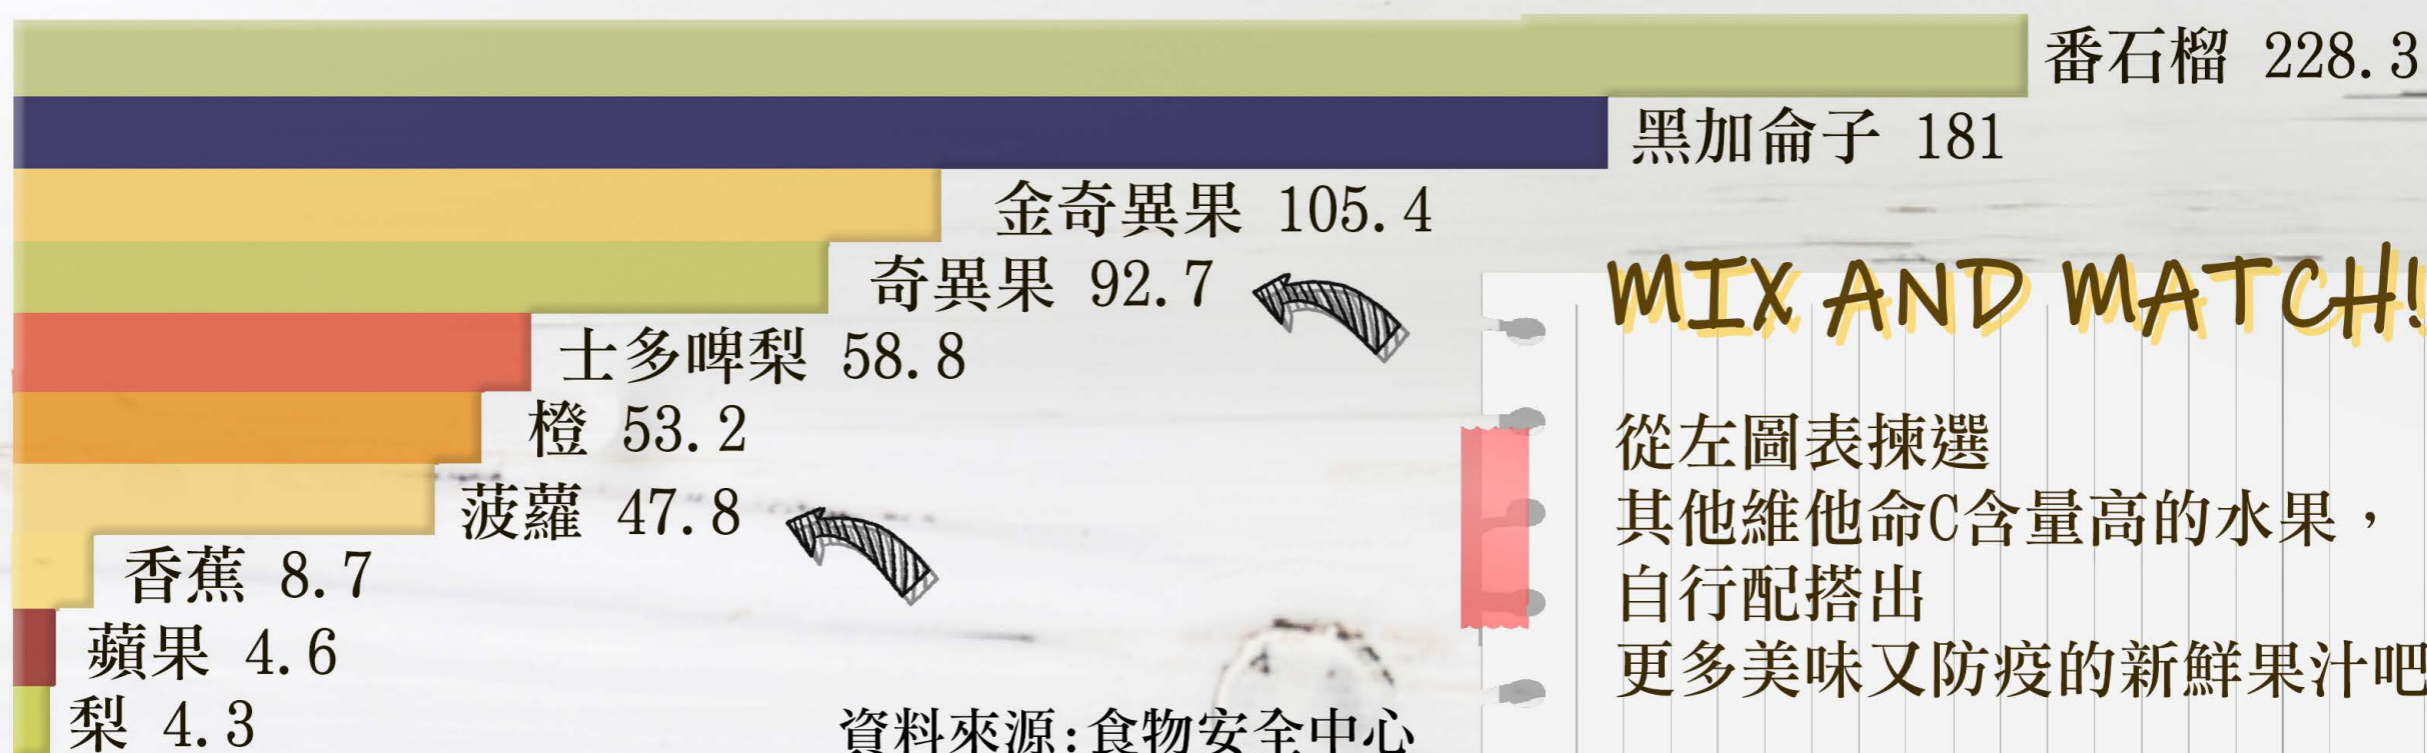 番石榴 228.3
黑加侖子 181
金奇異果 105.4
奇異果 92.7
士多啤梨 58.8
橙 53.2
菠蘿 47.8
香蕉 8.7
蘋果 4.6
梨 4.3
資料來源:食物安全中心
MIX AND MATCH!
從左圖表揀選
其他維他命C含量高的水果，
自行配搭出
更多美味又防疫的新鮮果汁吧